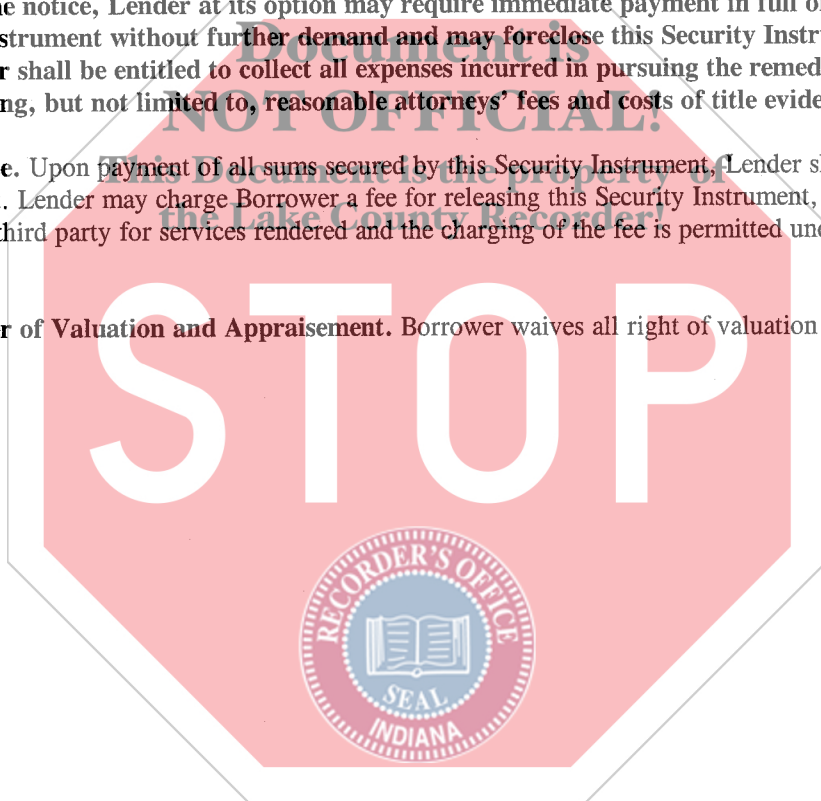 ne notice, Lender at its option may require immediate payment in full of
strument without further demand and may foreclose this Security Instr
r shall be entitled to collect all expenses incurred in pursuing the remed
ng, but not limited to, reasonable attorneys' fees and costs of title evide
Document is
NOT OFFICIAL!
This Document is the property of
the Lake County Recorder!
e. Upon payment of all sums secured by this Security Instrument, Lender s
. Lender may charge Borrower a fee for releasing this Security Instrument,
third party for services rendered and the charging of the fee is permitted und
r of Valuation and Appraisement. Borrower waives all right of valuation
STOP
RECORDER'S OFFICE
SEAL
INDIANA